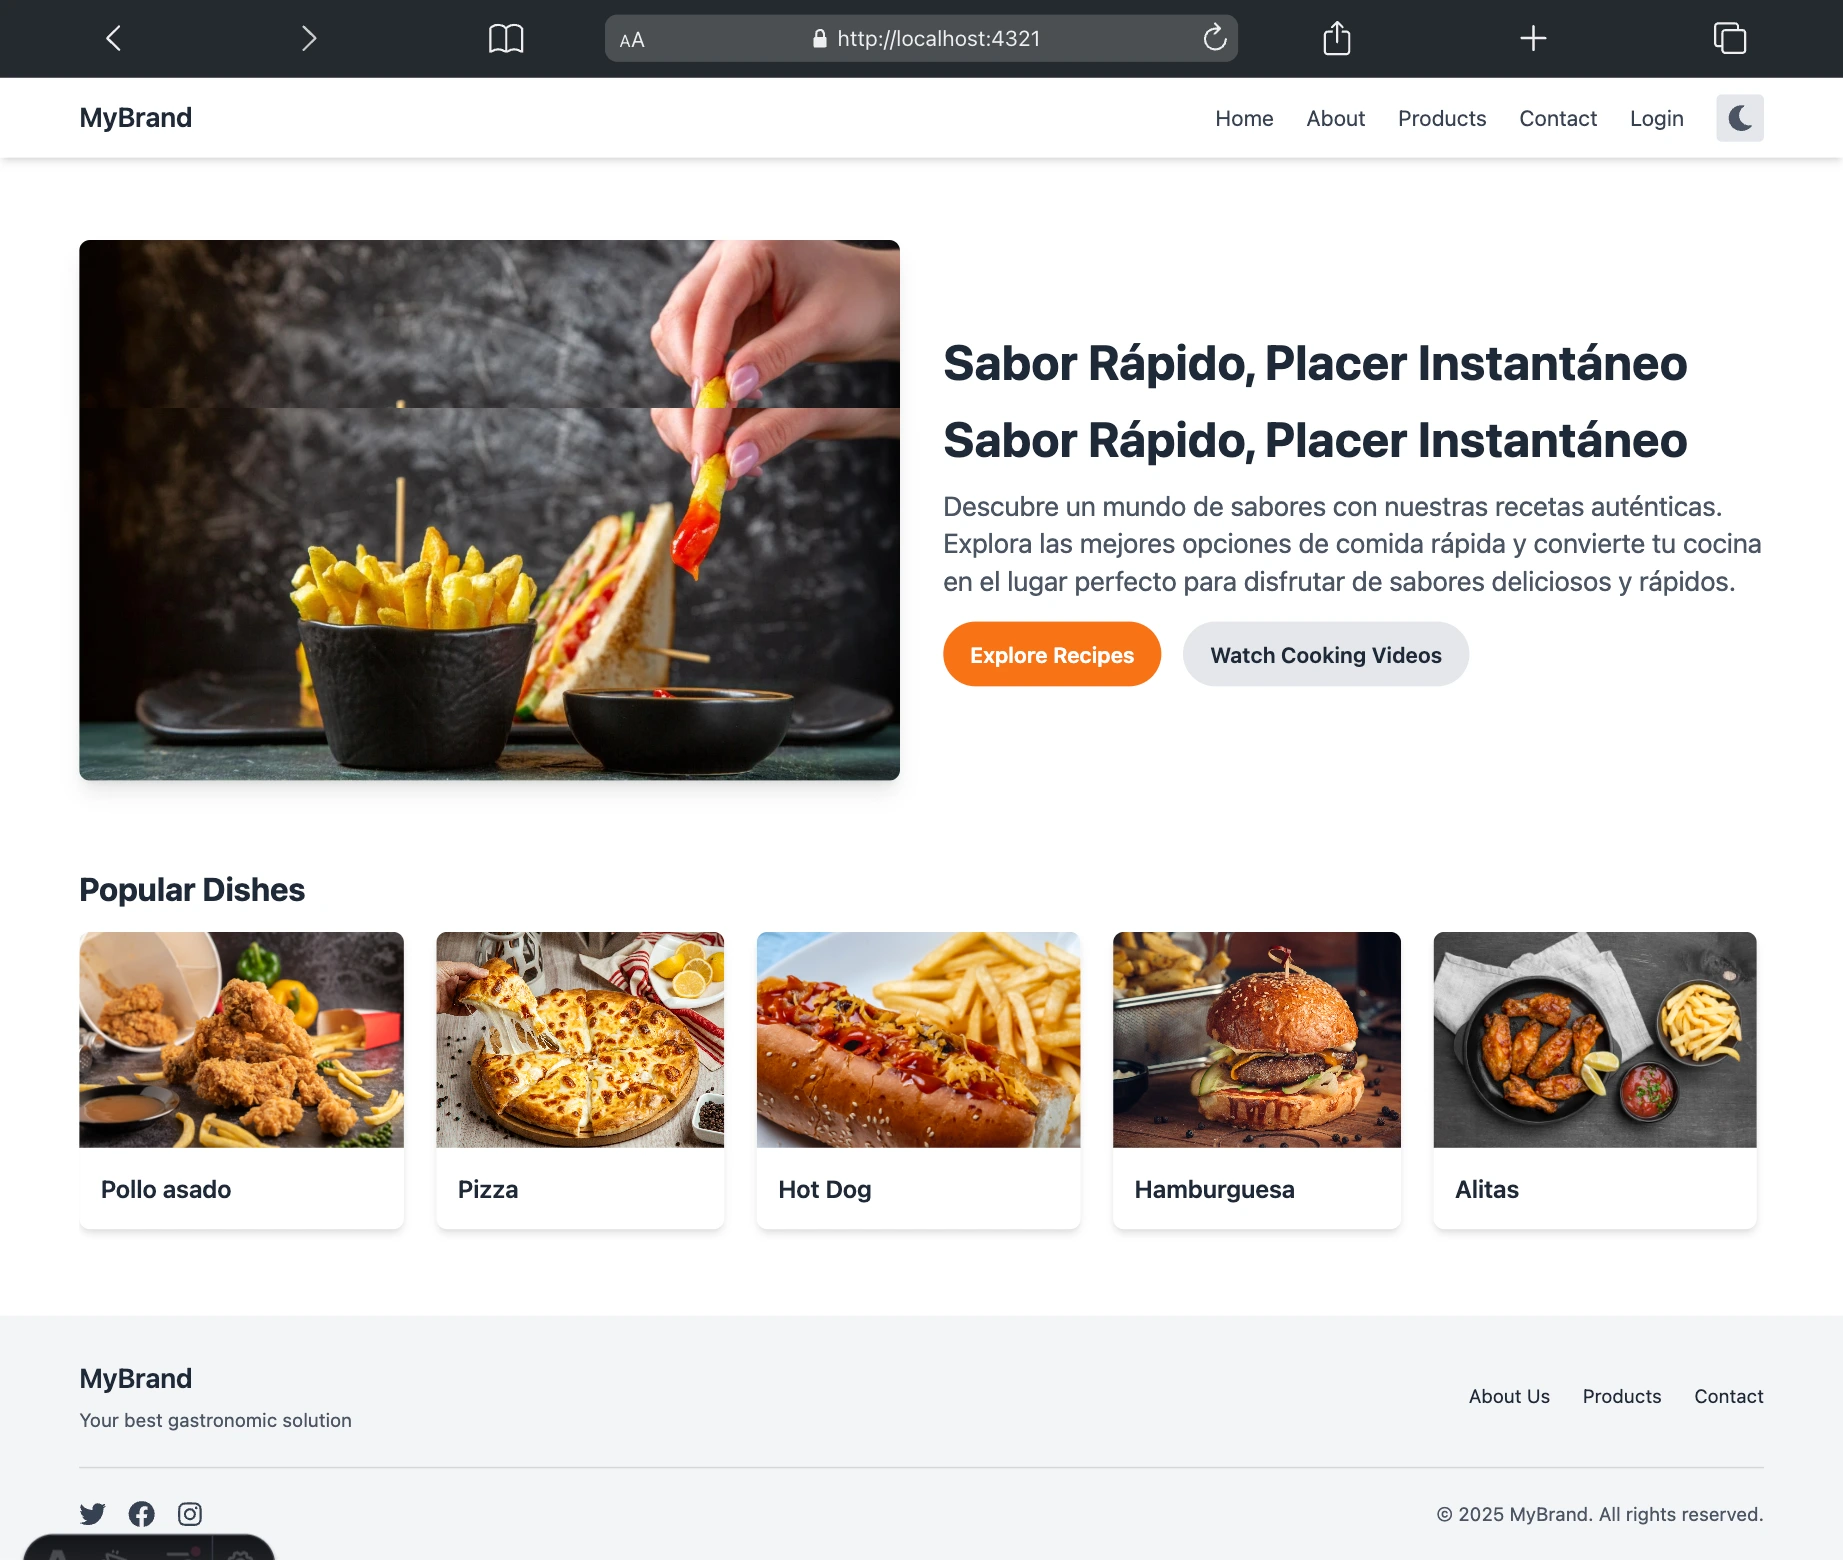 AA
http://localhost:4321
MyBrand
Home About Products Contact Login
Sabor Rápido, Placer Instantáneo
Sabor Rápido, Placer Instantáneo
Descubre un mundo de sabores con nuestras recetas auténticas.
Explora las mejores opciones de comida rápida y convierte tu cocina
en el lugar perfecto para disfrutar de sabores deliciosos y rápidos.
Explore Recipes Watch Cooking Videos
Popular Dishes
Pollo asado
Pizza
Hot Dog
Hamburguesa
Alitas
MyBrand
Your best gastronomic solution
About Us Products Contact
© 2025 MyBrand. All rights reserved.